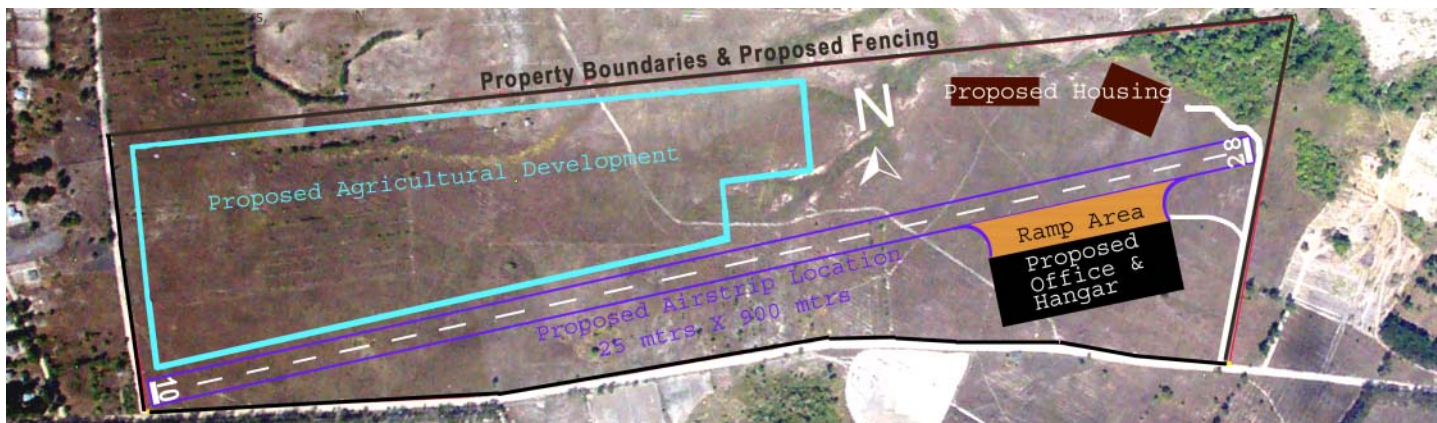 Property Boundaries & Proposed Fencing
Proposed Housing
N
Proposed Agricultural Development
28
Ramp Area
Proposed
Office &
Hangar
Proposed Airstrip Location
25 mtrs X 900 mtrs
10